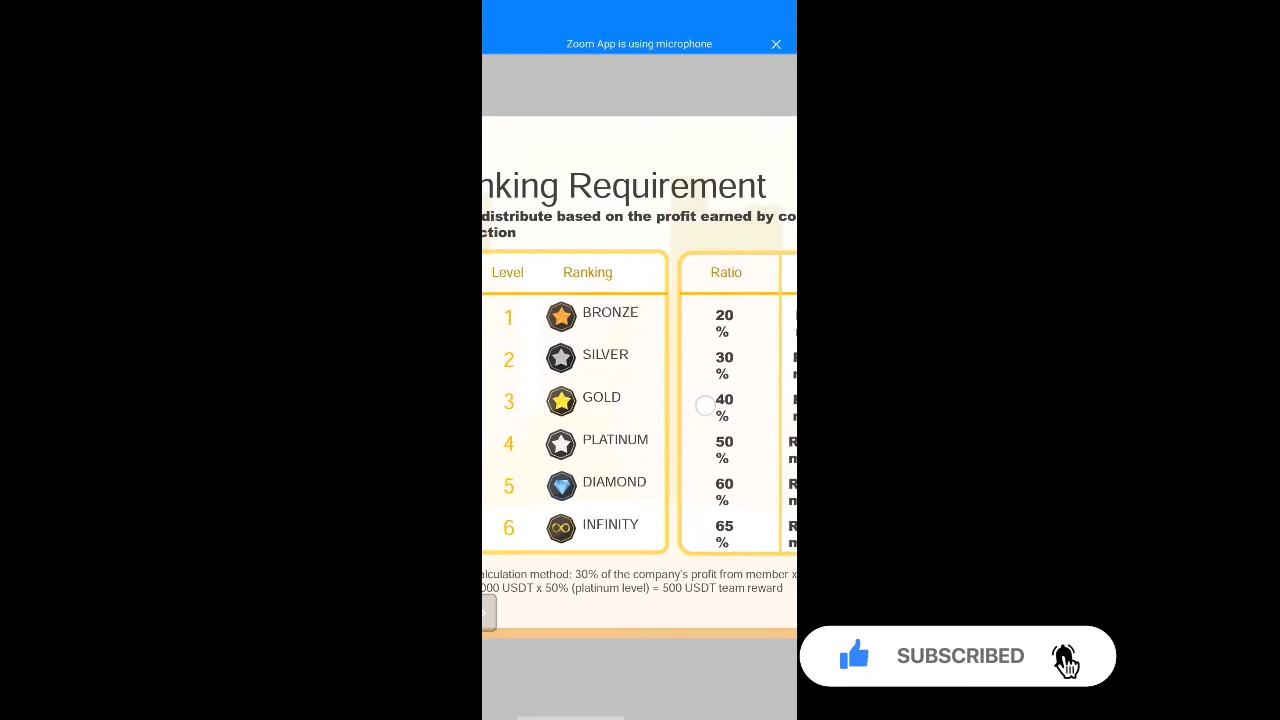 Zoom App is using microphone
nking Requirement
distribute based on the profit earned by co
ction
Level Ranking Ratio
1 BRONZE 20 %
2 SILVER 30 %
3 GOLD 40 %
4 PLATINUM 50 %
5 DIAMOND 60 %
6 INFINITY 65 %
alculation method: 30% of the company's profit from member x
000 USDT x 50% (platinum level) = 500 USDT team reward
SUBSCRIBED